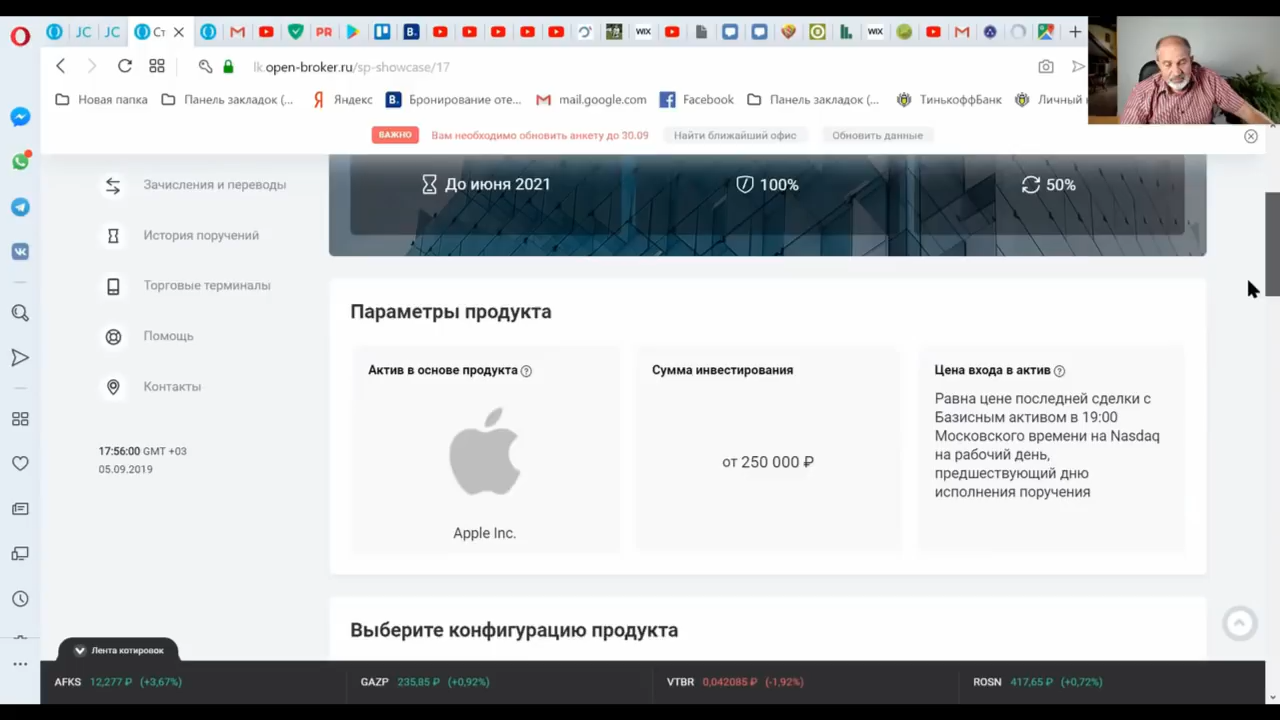 JC
JC
Ст
PR
B.
WIX
WIX
lk.open-broker.ru/sp-showcase/17
Новая папка
Панель закладок (...
Я Яндекс
B. Бронирование оте...
mail.google.com
Facebook
Панель закладок (...
ТинькоффБанк
Личный
ВАЖНО
Вам необходимо обновить анкету до 30.09
Найти ближайший офис
Обновить данные
Зачисления и переводы
История поручений
Торговые терминалы
Помощь
Контакты
17:56:00 GMT +03
05.09.2019
До июня 2021
100%
50%
Параметры продукта
Актив в основе продукта ?
Apple Inc.
Сумма инвестирования
от 250 000 ₽
Цена входа в актив ?
Равна цене последней сделки с
Базисным активом в 19:00
Московского времени на Nasdaq
на рабочий день,
предшествующий дню
исполнения поручения
Выберите конфигурацию продукта
Лента котировок
AFKS 12,277 ₽ (+3,67%)
GAZP 235,85 ₽ (+0,92%)
VTBR 0,042085 ₽ (-1,92%)
ROSN 417,65 ₽ (+0,72%)